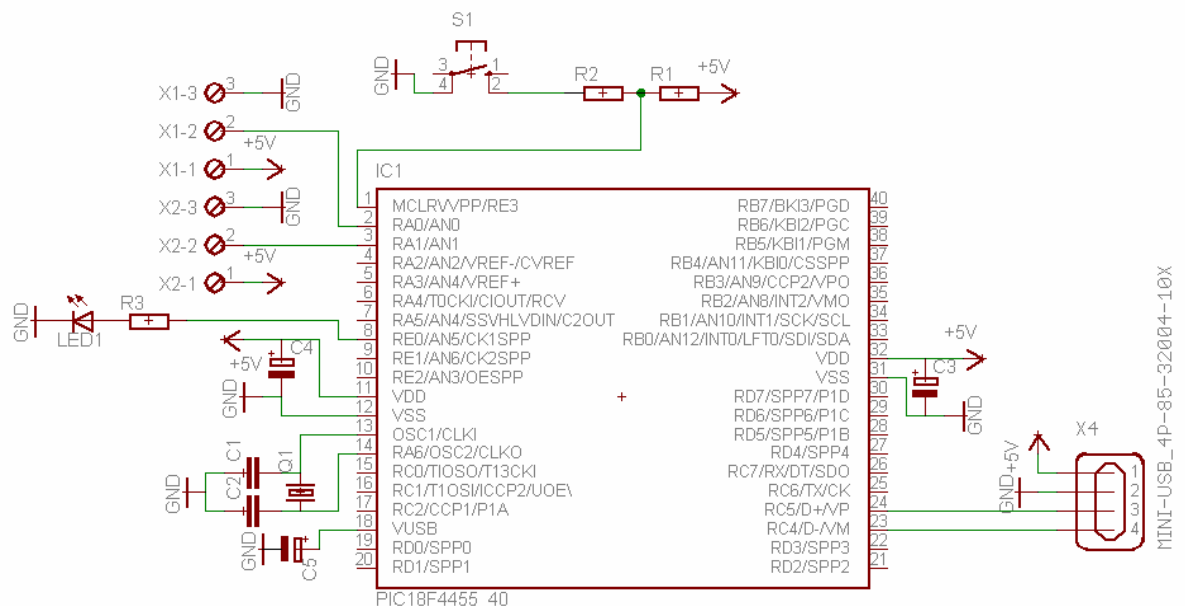 S1
GND
3
4
1
2
R2
R1
+5V
X1-3
3
GND
X1-2
2
+5V
X1-1
1
X2-3
3
GND
X2-2
2
+5V
X2-1
1
GND
LED1
R3
+5V
C4
GND
GND
C1
C2
Q1
GND
C5
IC1
1 MCLRVVPP/RE3
2 RA0/AN0
3 RA1/AN1
4 RA2/AN2/VREF-/CVREF
5 RA3/AN4/VREF+
6 RA4/T0CKI/CIOUT/RCV
7 RA5/AN4/SSVHLVDIN/C2OUT
8 RE0/AN5/CK1SPP
9 RE1/AN6/CK2SPP
10 RE2/AN3/OESPP
11 VDD
12 VSS
13 OSC1/CLKI
14 RA6/OSC2/CLKO
15 RC0/TIOSO/T13CKI
16 RC1/T1OSI/ICCP2/UOE\
17 RC2/CCP1/P1A
18 VUSB
19 RD0/SPP0
20 RD1/SPP1
RB7/BKI3/PGD 40
RB6/KBI2/PGC 39
RB5/KBI1/PGM 38
RB4/AN11/KBI0/CSSPP 37
RB3/AN9/CCP2/VPO 36
RB2/AN8/INT2/VMO 35
RB1/AN10/INT1/SCK/SCL 34
RB0/AN12/INT0/LFT0/SDI/SDA 33
VDD 32
VSS 31
RD7/SPP7/P1D 30
RD6/SPP6/P1C 29
RD5/SPP5/P1B 28
RD4/SPP4 27
RC7/RX/DT/SDO 26
RC6/TX/CK 25
RC5/D+/VP 24
RC4/D-/VM 23
RD3/SPP3 22
RD2/SPP2 21
PIC18F4455_40
+5V
C3
GND
X4
+5V
GND
1
2
3
4
MINI-USB_4P-85-32004-10X